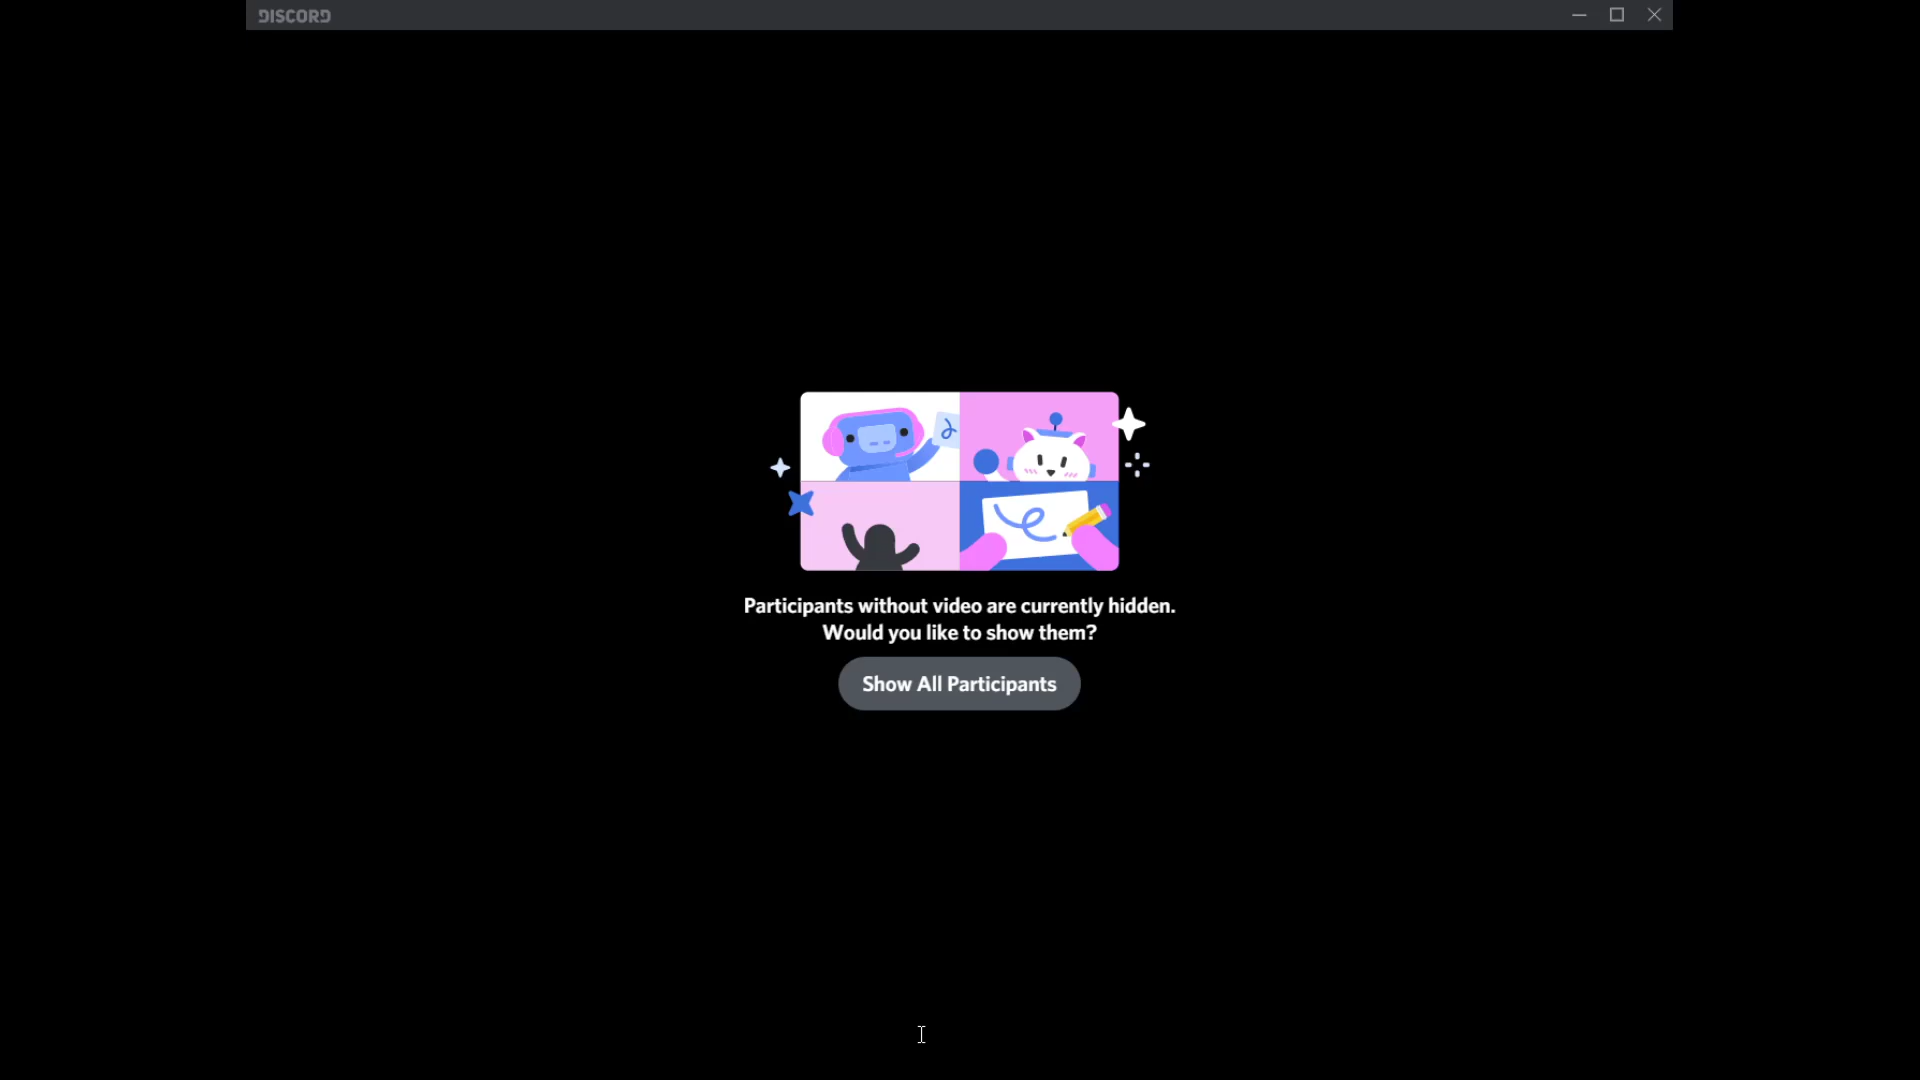 DISCORD
Participants without video are currently hidden.
Would you like to show them?
Show All Participants